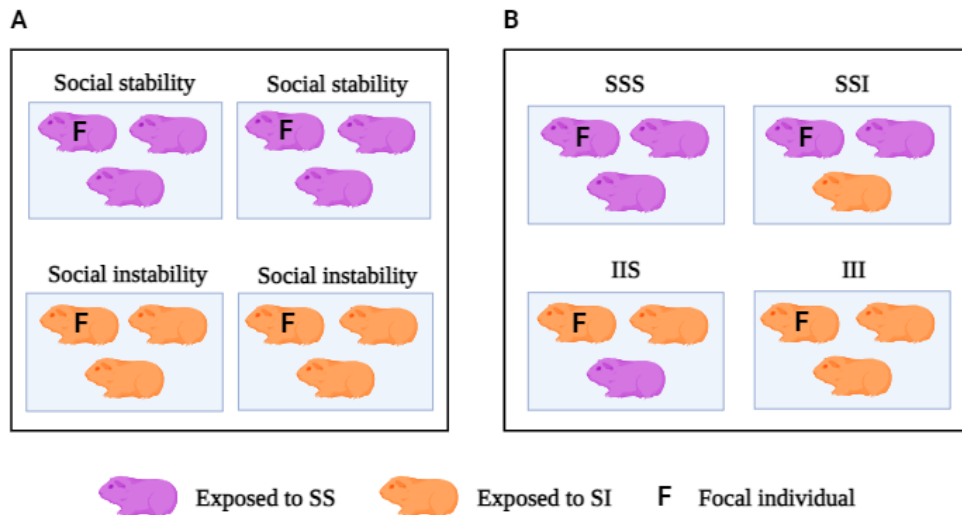 A
B
Social stability Social stability
F F
Social instability Social instability
F F
SSS SSI
F F
IIS III
F F
Exposed to SS Exposed to SI F Focal individual